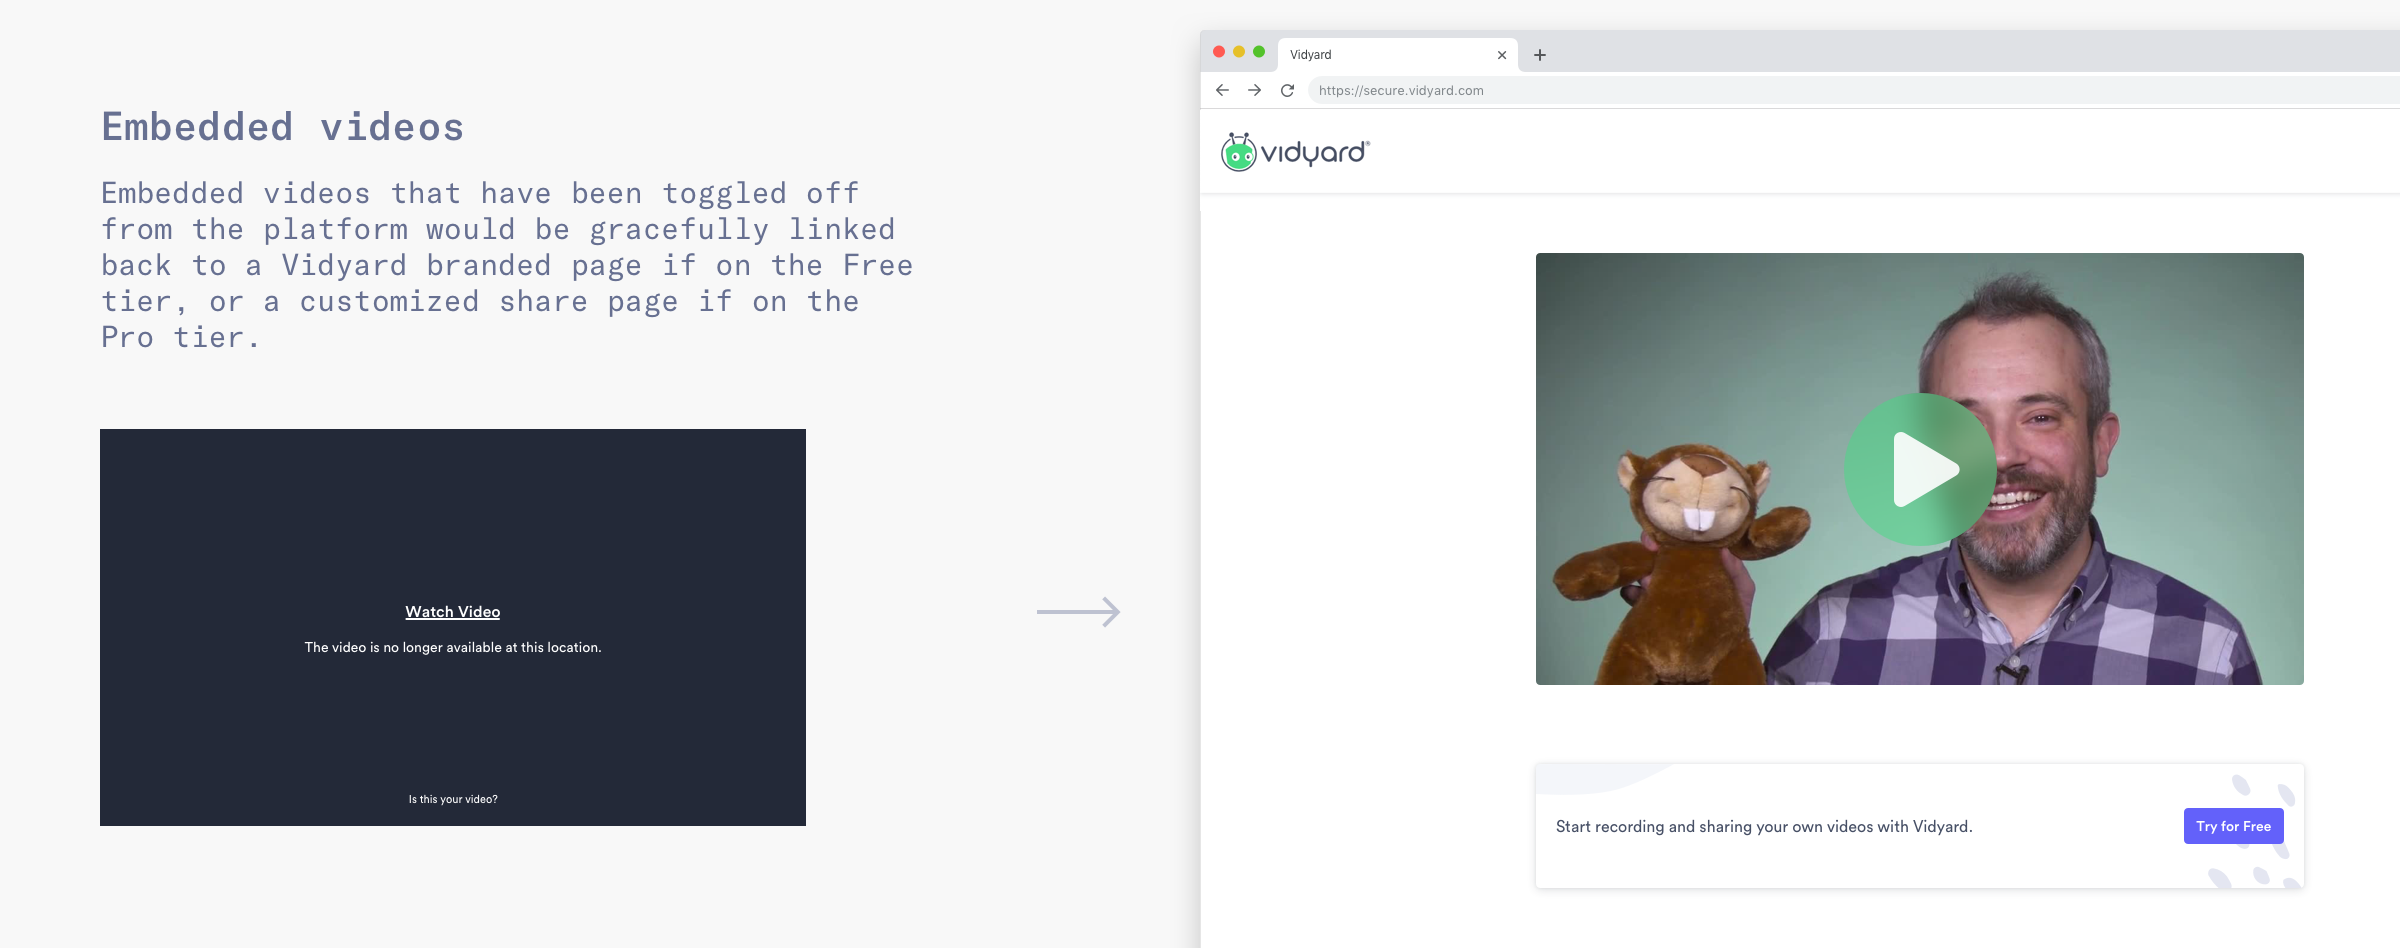 Embedded videos
Embedded videos that have been toggled off
from the platform would be gracefully linked
back to a Vidyard branded page if on the Free
tier, or a customized share page if on the
Pro tier.
Watch Video
The video is no longer available at this location.
Is this your video?
Vidyard
https://secure.vidyard.com
vidyard®
Start recording and sharing your own videos with Vidyard.
Try for Free